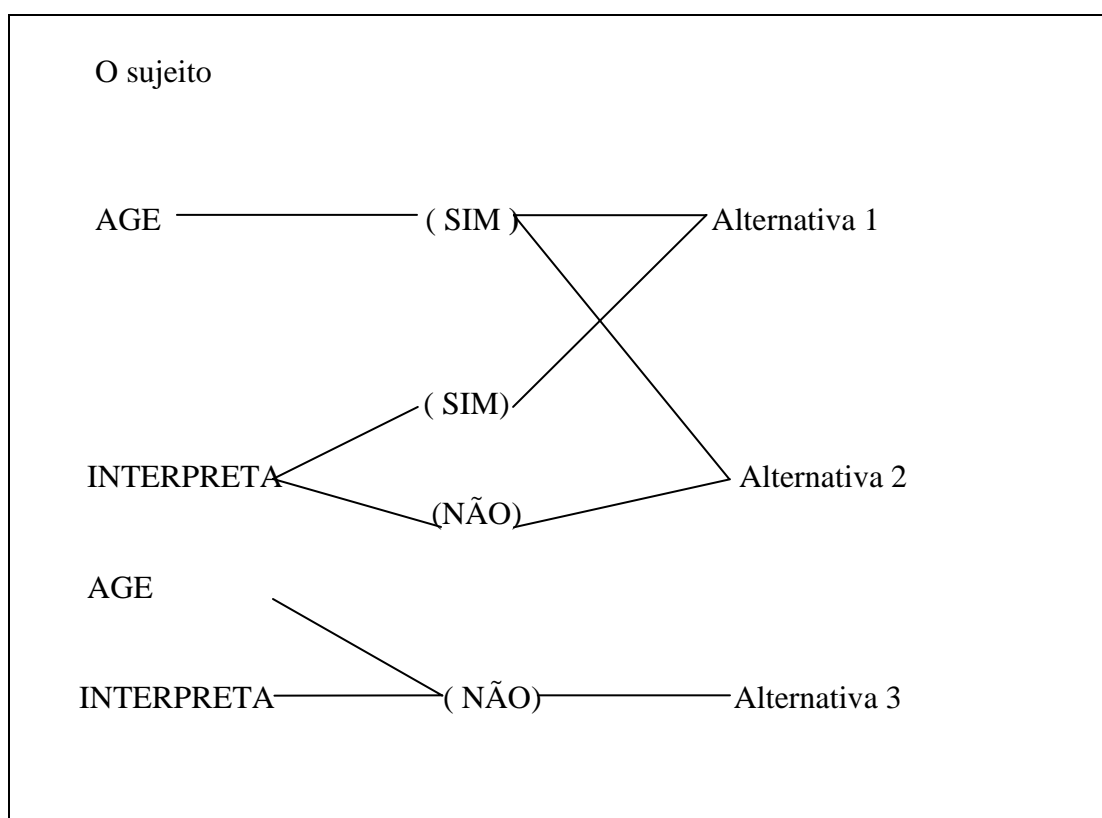 O sujeito
AGE ( SIM ) Alternativa 1
( SIM)
INTERPRETA Alternativa 2
(NÃO)
AGE
INTERPRETA ( NÃO) Alternativa 3